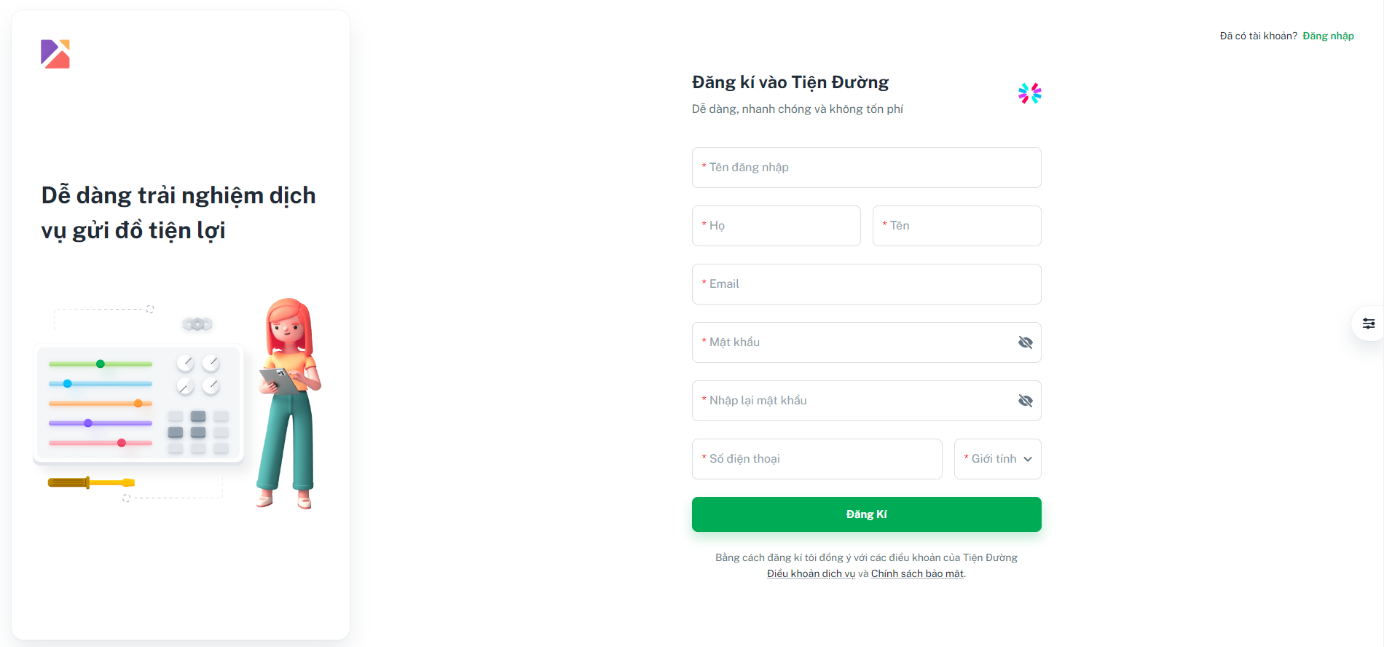 Đã có tài khoản? Đăng nhập
Dễ dàng trải nghiệm dịch
vụ gửi đồ tiện lợi
Đăng kí vào Tiện Đường
Dễ dàng, nhanh chóng và không tốn phí
* Tên đăng nhập
* Họ
* Tên
* Email
* Mật khẩu
* Nhập lại mật khẩu
* Số điện thoại
* Giới tính
Đăng Kí
Bằng cách đăng kí tôi đồng ý với các điều khoản của Tiện Đường
Điều khoản dịch vụ và Chính sách bảo mật.